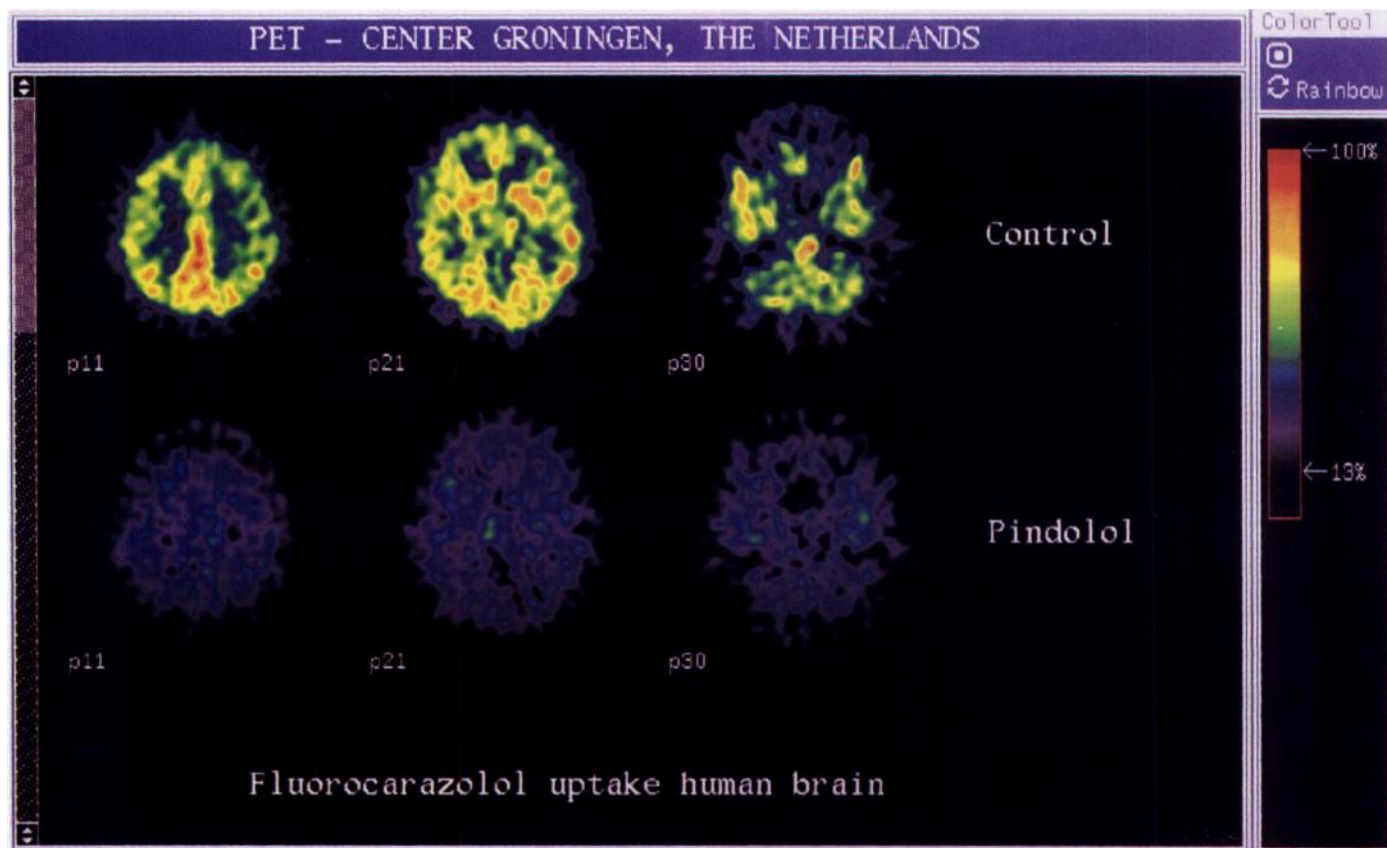 PET - CENTER GRONINGEN, THE NETHERLANDS
ColorTool
Rainbow
100%
13%
Control
p11 p21 p30
Pindolol
p11 p21 p30
Fluorocarazolol uptake human brain